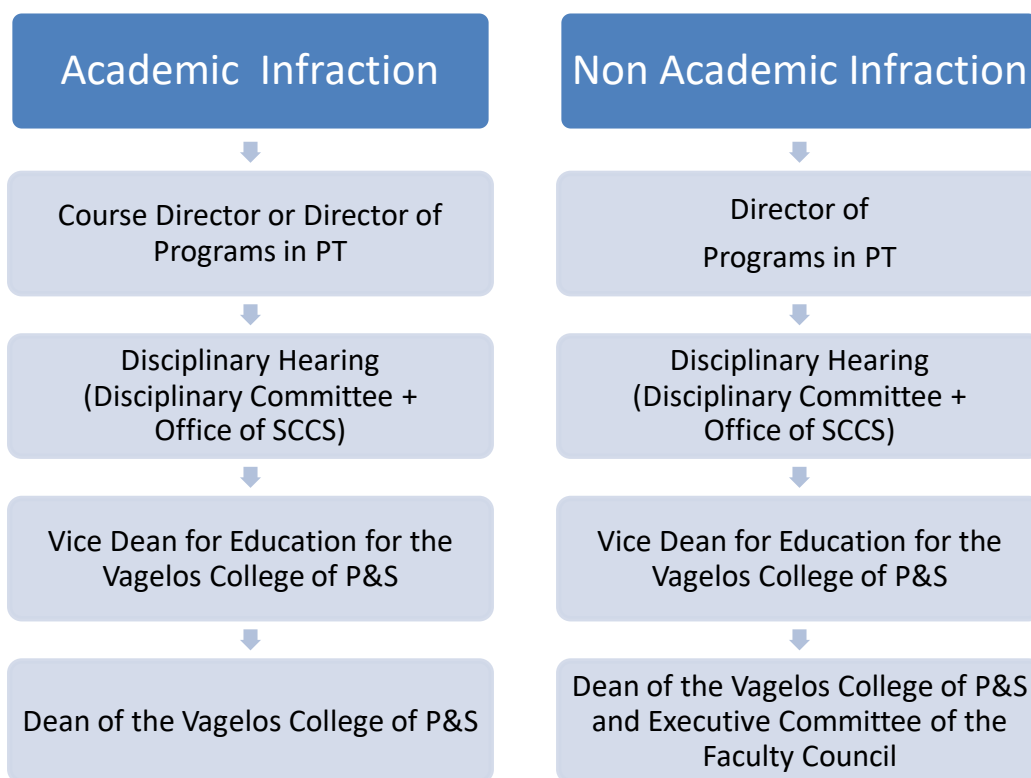 Academic  Infraction
Course Director or Director of
Programs in PT
Disciplinary Hearing
(Disciplinary Committee +
Office of SCCS)
Vice Dean for Education for the
Vagelos College of P&S
Dean of the Vagelos College of P&S
Non Academic Infraction
Director of
Programs in PT
Disciplinary Hearing
(Disciplinary Committee +
Office of SCCS)
Vice Dean for Education for the
Vagelos College of P&S
Dean of the Vagelos College of P&S
and Executive Committee of the
Faculty Council